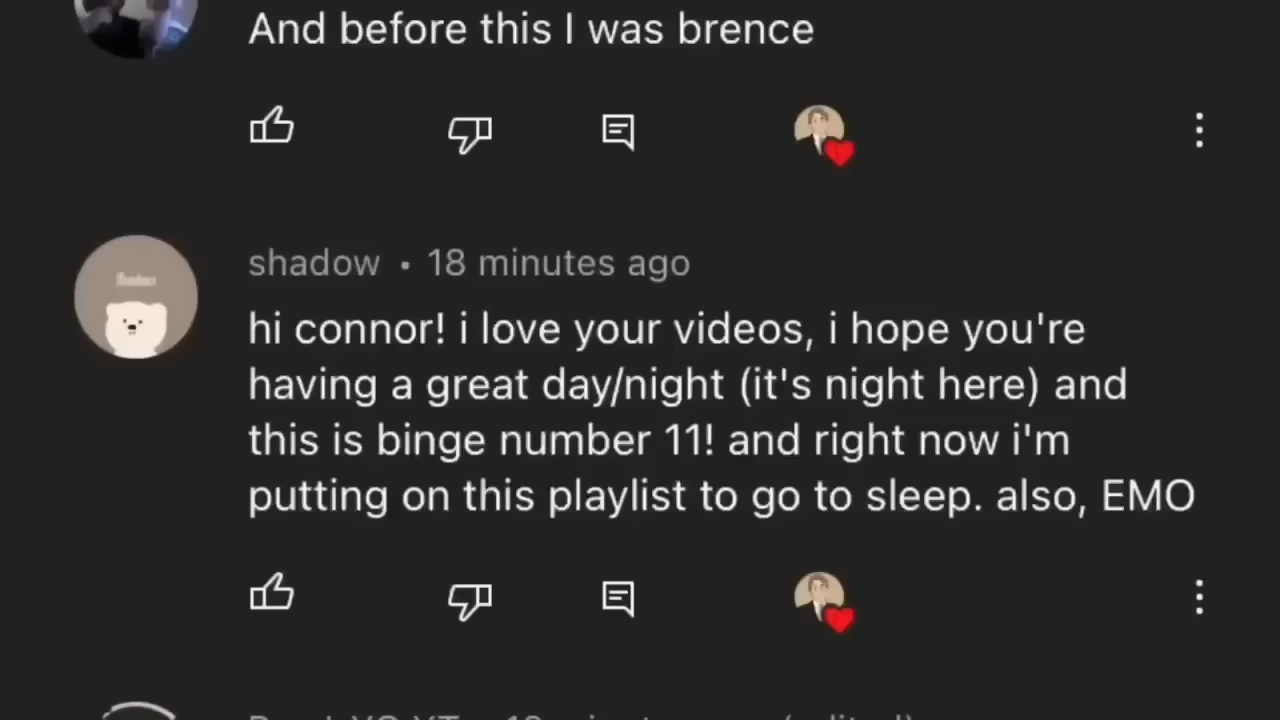 And before this I was brence
shadow • 18 minutes ago
hi connor! i love your videos, i hope you're
having a great day/night (it's night here) and
this is binge number 11! and right now i'm
putting on this playlist to go to sleep. also, EMO